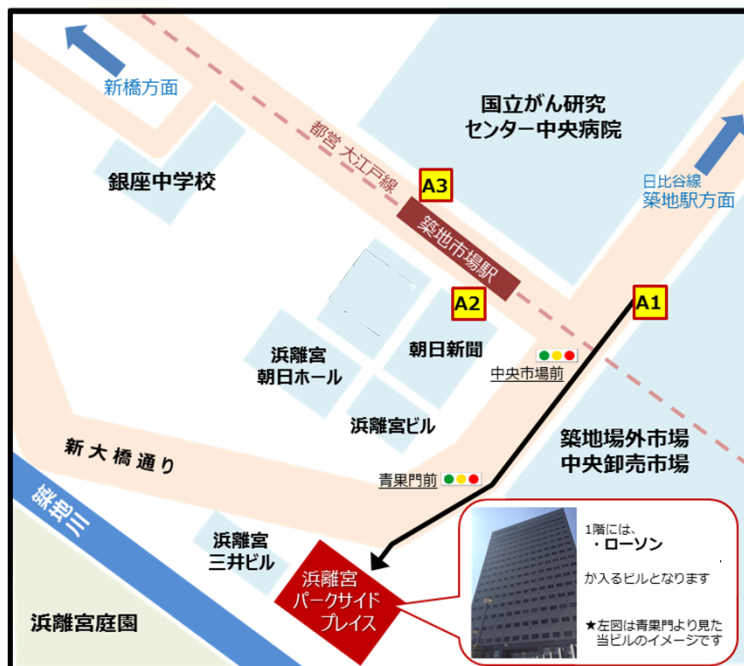 新橋方面
国立がん研究
センター中央病院
都営 大江戸線
銀座中学校
A3
日比谷線
築地駅方面
築地市場駅
A2
A1
朝日新聞
浜離宮
朝日ホール
中央市場前
浜離宮ビル
築地場外市場
中央卸売市場
新大橋通り
青果門前
築地川
浜離宮
三井ビル
浜離宮
パークサイド
プレイス
浜離宮庭園
1階には、
・ローソン
か入るビルとなります
★左図は青果門より見た
当ビルのイメージです